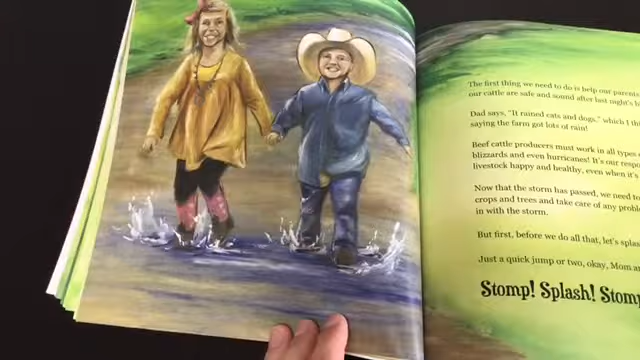 The first thing we need to do is help our parents
our cattle are safe and sound after last night's
Dad says, "It rained cats and dogs," which I
saying the farm got lots of rain!
Beef cattle producers must work in all types
blizzards and even hurricanes! It's our
livestock happy and healthy, even when it's
Now that the storm has passed, we need to
crops and trees and take care of any
in with the storm.
But first, before we do all that, let's
Just a quick jump or two, okay, Mom
Stomp! Splash! Stomp